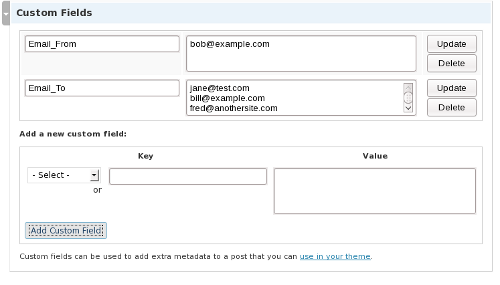 Custom Fields
Email_From
bob@example.com
Update
Delete
Email_To
jane@test.com
bill@example.com
fred@anothersite.com
Update
Delete
Add a new custom field:
Key
Value
- Select -
or
Add Custom Field
Custom fields can be used to add extra metadata to a post that you can use in your theme.